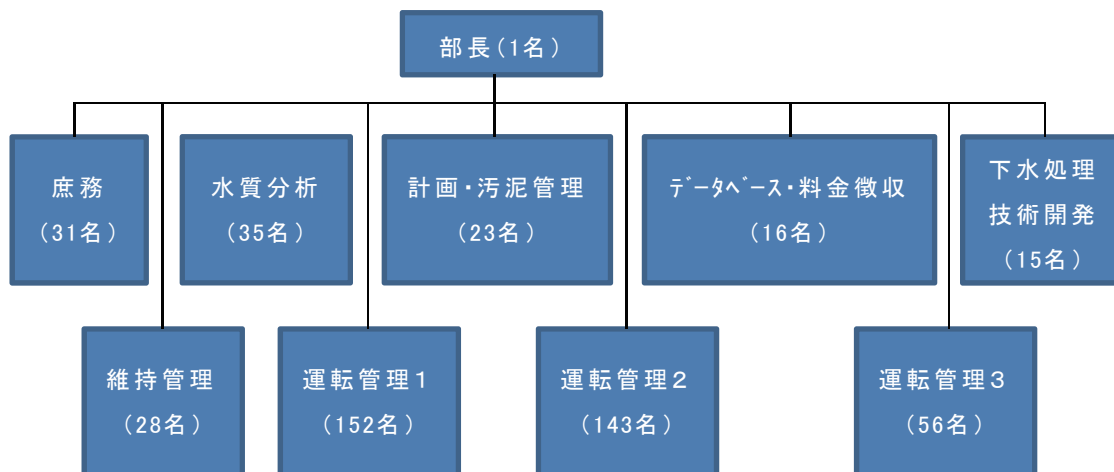 部長(1名)
庶務
(31名)
水質分析
(35名)
計画・汚泥管理
(23名)
ﾃﾞｰﾀﾍﾞｰｽ・料金徴収
(16名)
下水処理
技術開発
(15名)
維持管理
(28名)
運転管理１
(152名)
運転管理２
(143名)
運転管理３
(56名)